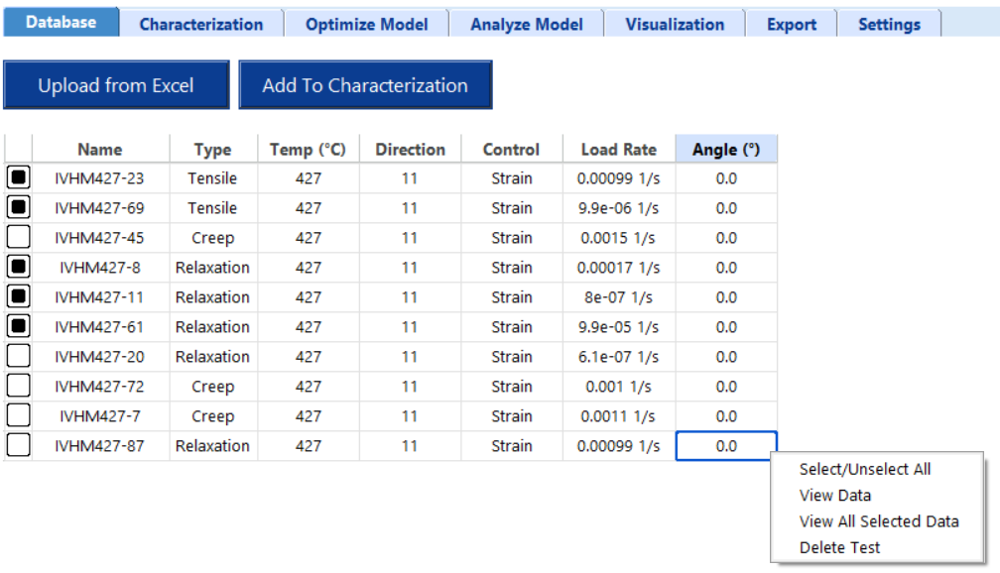 Database Characterization Optimize Model Analyze Model Visualization Export Settings
Upload from Excel Add To Characterization
Name Type Temp (°C) Direction Control Load Rate Angle (°)
IVHM427-23 Tensile 427 11 Strain 0.00099 1/s 0.0
IVHM427-69 Tensile 427 11 Strain 9.9e-06 1/s 0.0
IVHM427-45 Creep 427 11 Strain 0.0015 1/s 0.0
IVHM427-8 Relaxation 427 11 Strain 0.00017 1/s 0.0
IVHM427-11 Relaxation 427 11 Strain 8e-07 1/s 0.0
IVHM427-61 Relaxation 427 11 Strain 9.9e-05 1/s 0.0
IVHM427-20 Relaxation 427 11 Strain 6.1e-07 1/s 0.0
IVHM427-72 Creep 427 11 Strain 0.001 1/s 0.0
IVHM427-7 Creep 427 11 Strain 0.0011 1/s 0.0
IVHM427-87 Relaxation 427 11 Strain 0.00099 1/s 0.0
Select/Unselect All
View Data
View All Selected Data
Delete Test